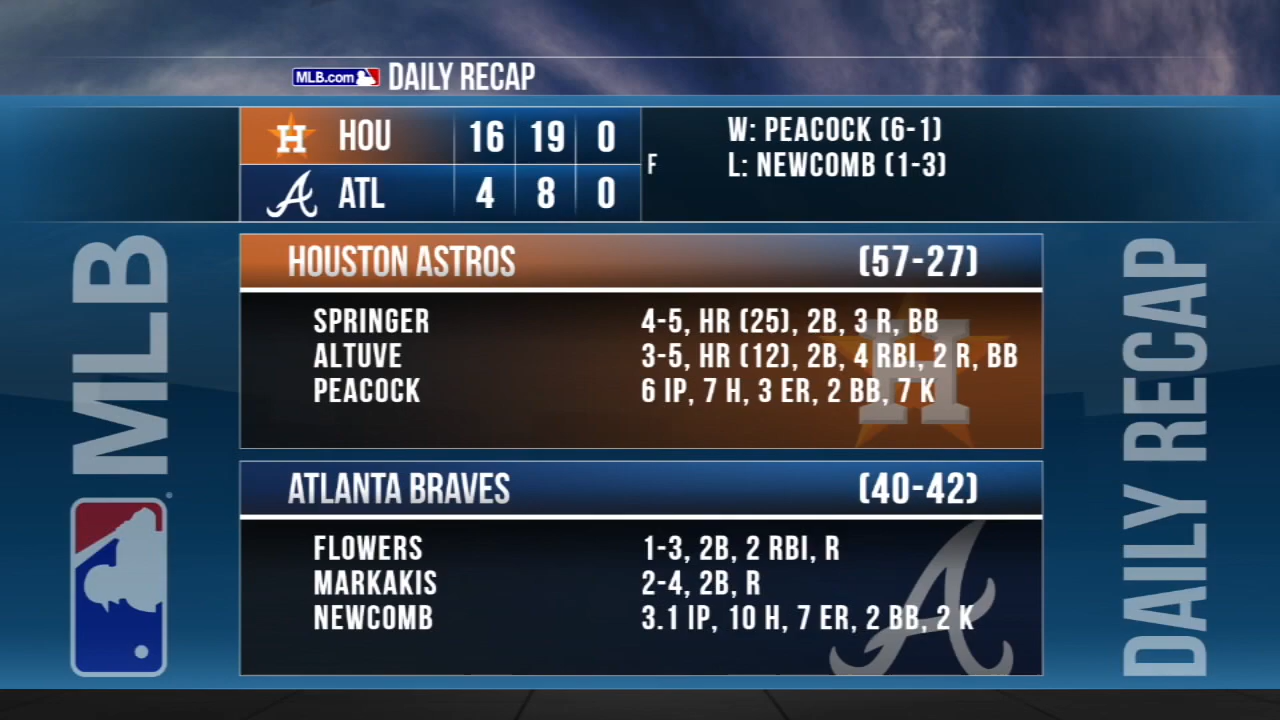 MLB.com DAILY RECAP
HOU 16 19 0
ATL 4 8 0
F
W: PEACOCK (6-1)
L: NEWCOMB (1-3)
MLB
HOUSTON ASTROS (57-27)
SPRINGER 4-5, HR (25), 2B, 3 R, BB
ALTUVE 3-5, HR (12), 2B, 4 RBI, 2 R, BB
PEACOCK 6 IP, 7 H, 3 ER, 2 BB, 7 K
ATLANTA BRAVES (40-42)
FLOWERS 1-3, 2B, 2 RBI, R
MARKAKIS 2-4, 2B, R
NEWCOMB 3.1 IP, 10 H, 7 ER, 2 BB, 2 K
DAILY RECAP